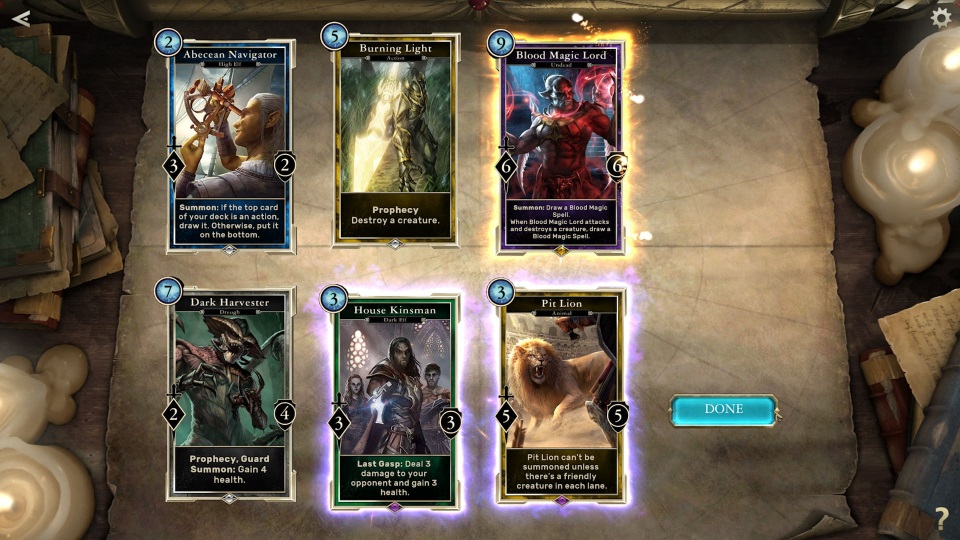 2
Abecean Navigator
High Elf
3
2
Summon: If the top card
of your deck is an action,
draw it. Otherwise, put it
on the bottom.
5
Burning Light
Action
Prophecy
Destroy a creature.
9
Blood Magic Lord
Undead
6
6
Summon: Draw a Blood Magic
Spell.
When Blood Magic Lord attacks
and destroys a creature, draw a
Blood Magic Spell.
7
Dark Harvester
Dreugh
2
4
Prophecy, Guard
Summon: Gain 4
health.
3
House Kinsman
Dark Elf
3
3
Last Gasp: Deal 3
damage to your
opponent and gain 3
health.
3
Pit Lion
Animal
5
5
Pit Lion can't be
summoned unless
there's a friendly
creature in each lane.
DONE
?